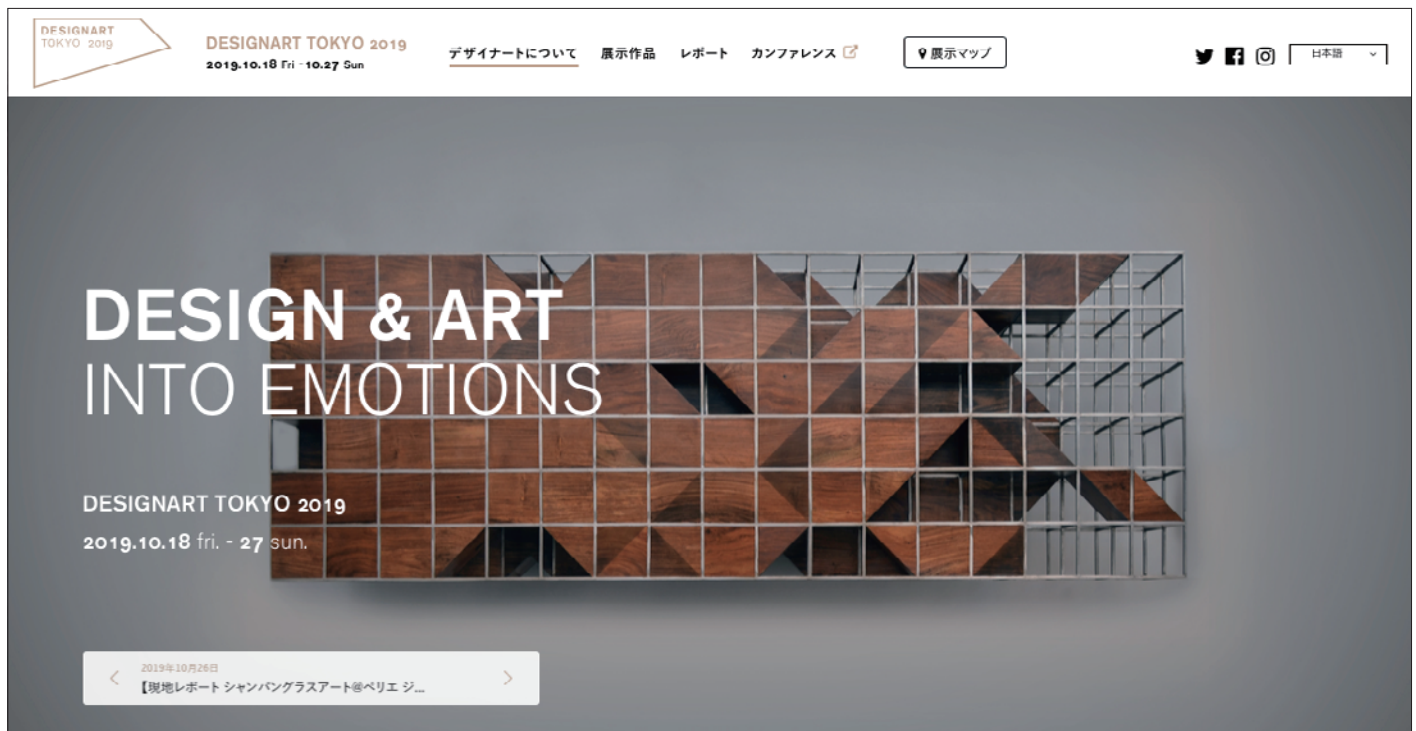 DESIGNART
TOKYO 2019
DESIGNART TOKYO 2019
2019.10.18 Fri - 10.27 Sun
デザイナートについて
展示作品
レポート
カンファレンス
展示マップ
日本語
DESIGN & ART
INTO EMOTIONS
DESIGNART TOKYO 2019
2019.10.18 fri. - 27 sun.
2019年10月26日
【現地レポート シャンパングラスアート@ペリエ ジ...